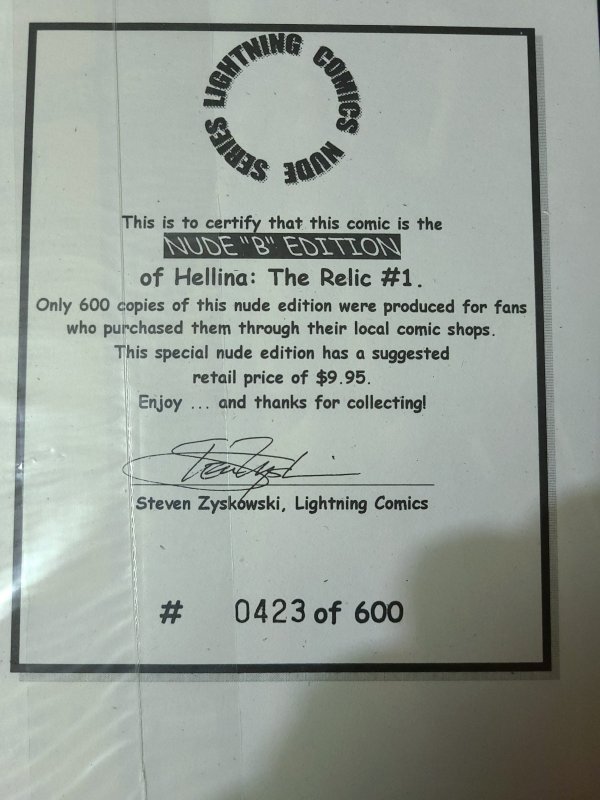 LIGHTNING COMICS NUDE SERIES
This is to certify that this comic is the
NUDE "B" EDITION
of Hellina: The Relic #1.
Only 600 copies of this nude edition were produced for fans
who purchased them through their local comic shops.
This special nude edition has a suggested
retail price of $9.95.
Enjoy ... and thanks for collecting!
Steven Zyskowski, Lightning Comics
# 0423 of 600